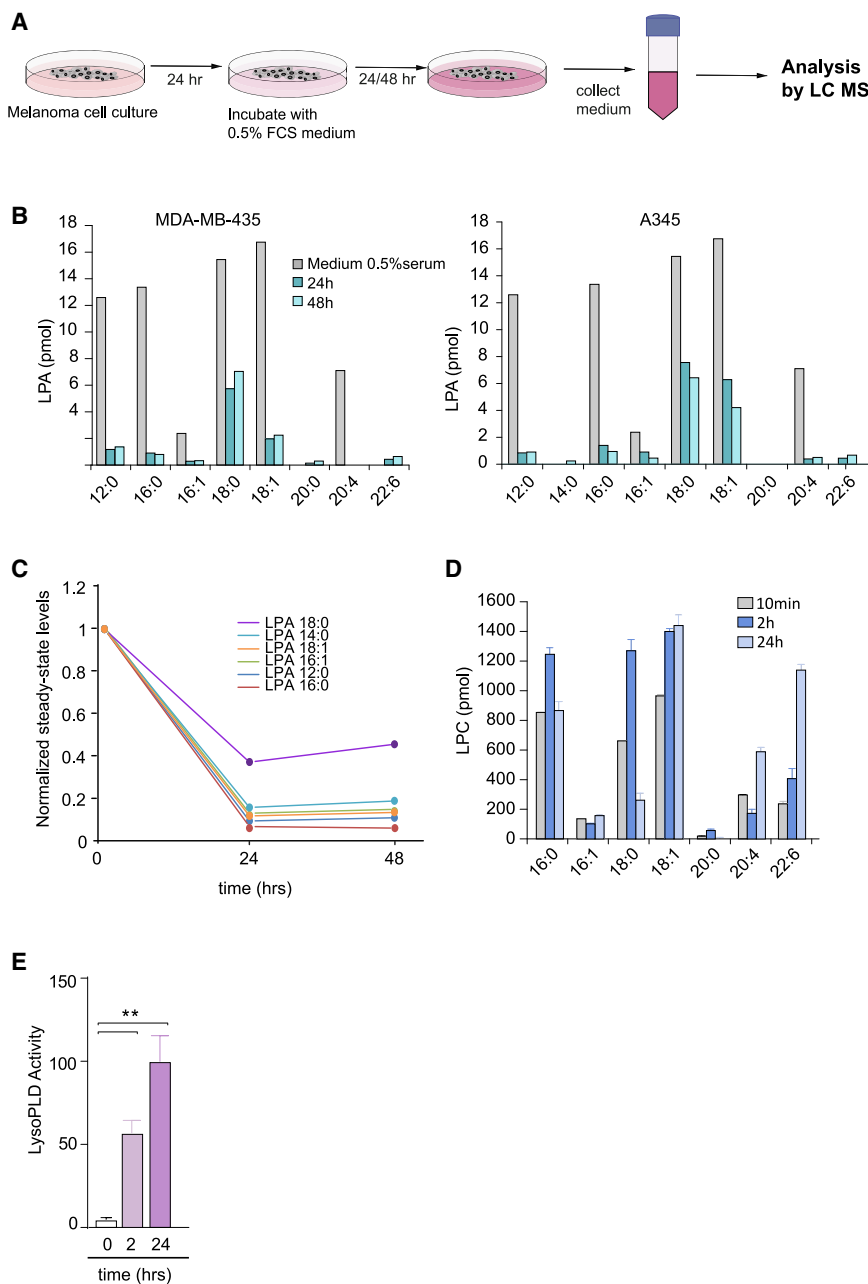 A
24 hr
24/48 hr
collect
medium
Analysis
by LC MS
Melanoma cell culture
Incubate with
0.5% FCS medium
B
MDA-MB-435
18
16
14
12
10
8
6
4
2
LPA (pmol)
Medium 0.5%serum
24h
48h
12:0
16:0
16:1
18:0
18:1
20:0
20:4
22:6
A345
18
16
14
12
10
8
6
4
2
0
LPA (pmol)
12:0
14:0
16:0
16:1
18:0
18:1
20:0
20:4
22:6
C
1.2
1
0.8
0.6
0.4
0.2
0
Normalized steady-state levels
LPA 18:0
LPA 14:0
LPA 18:1
LPA 16:1
LPA 12:0
LPA 16:0
0
24
48
time (hrs)
D
1600
1400
1200
1000
800
600
400
200
0
LPC (pmol)
10min
2h
24h
16:0
16:1
18:0
18:1
20:0
20:4
22:6
E
150
100
50
0
LysoPLD Activity
**
0 2 24
time (hrs)